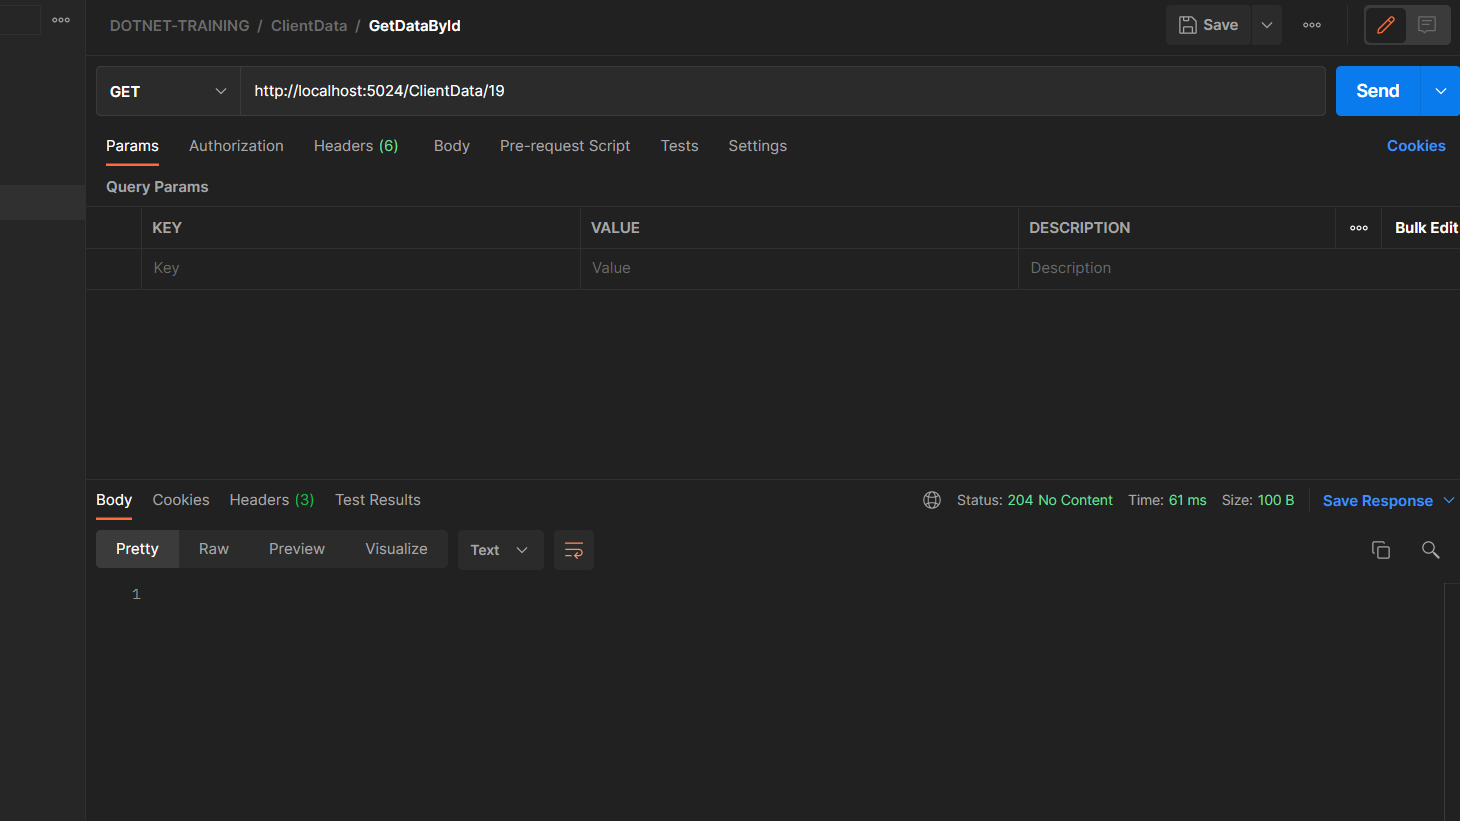 DOTNET-TRAINING / ClientData / GetDataById
Save
GET
http://localhost:5024/ClientData/19
Send
Params Authorization Headers (6) Body Pre-request Script Tests Settings Cookies
Query Params
KEY VALUE DESCRIPTION Bulk Edit
Key Value Description
Body Cookies Headers (3) Test Results Status: 204 No Content Time: 61 ms Size: 100 B Save Response
Pretty Raw Preview Visualize Text
1